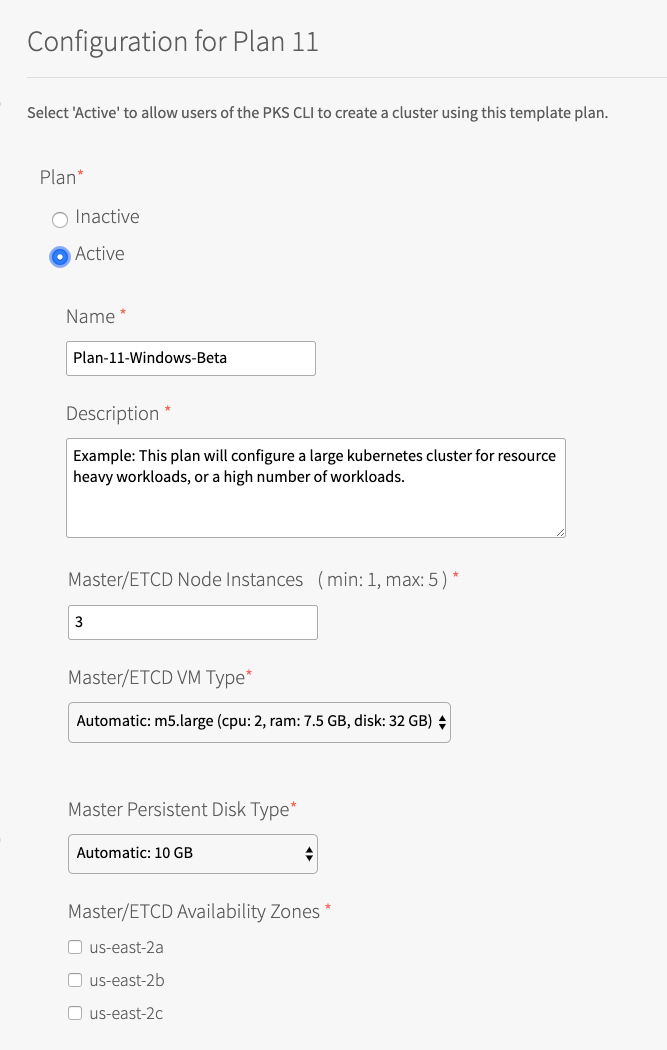 Configuration for Plan 11
Select 'Active' to allow users of the PKS CLI to create a cluster using this template plan.
Plan*
Inactive
Active
Name *
Plan-11-Windows-Beta
Description *
Example: This plan will configure a large kubernetes cluster for resource
heavy workloads, or a high number of workloads.
Master/ETCD Node Instances ( min: 1, max: 5 ) *
3
Master/ETCD VM Type*
Automatic: m5.large (cpu: 2, ram: 7.5 GB, disk: 32 GB)
Master Persistent Disk Type*
Automatic: 10 GB
Master/ETCD Availability Zones *
us-east-2a
us-east-2b
us-east-2c